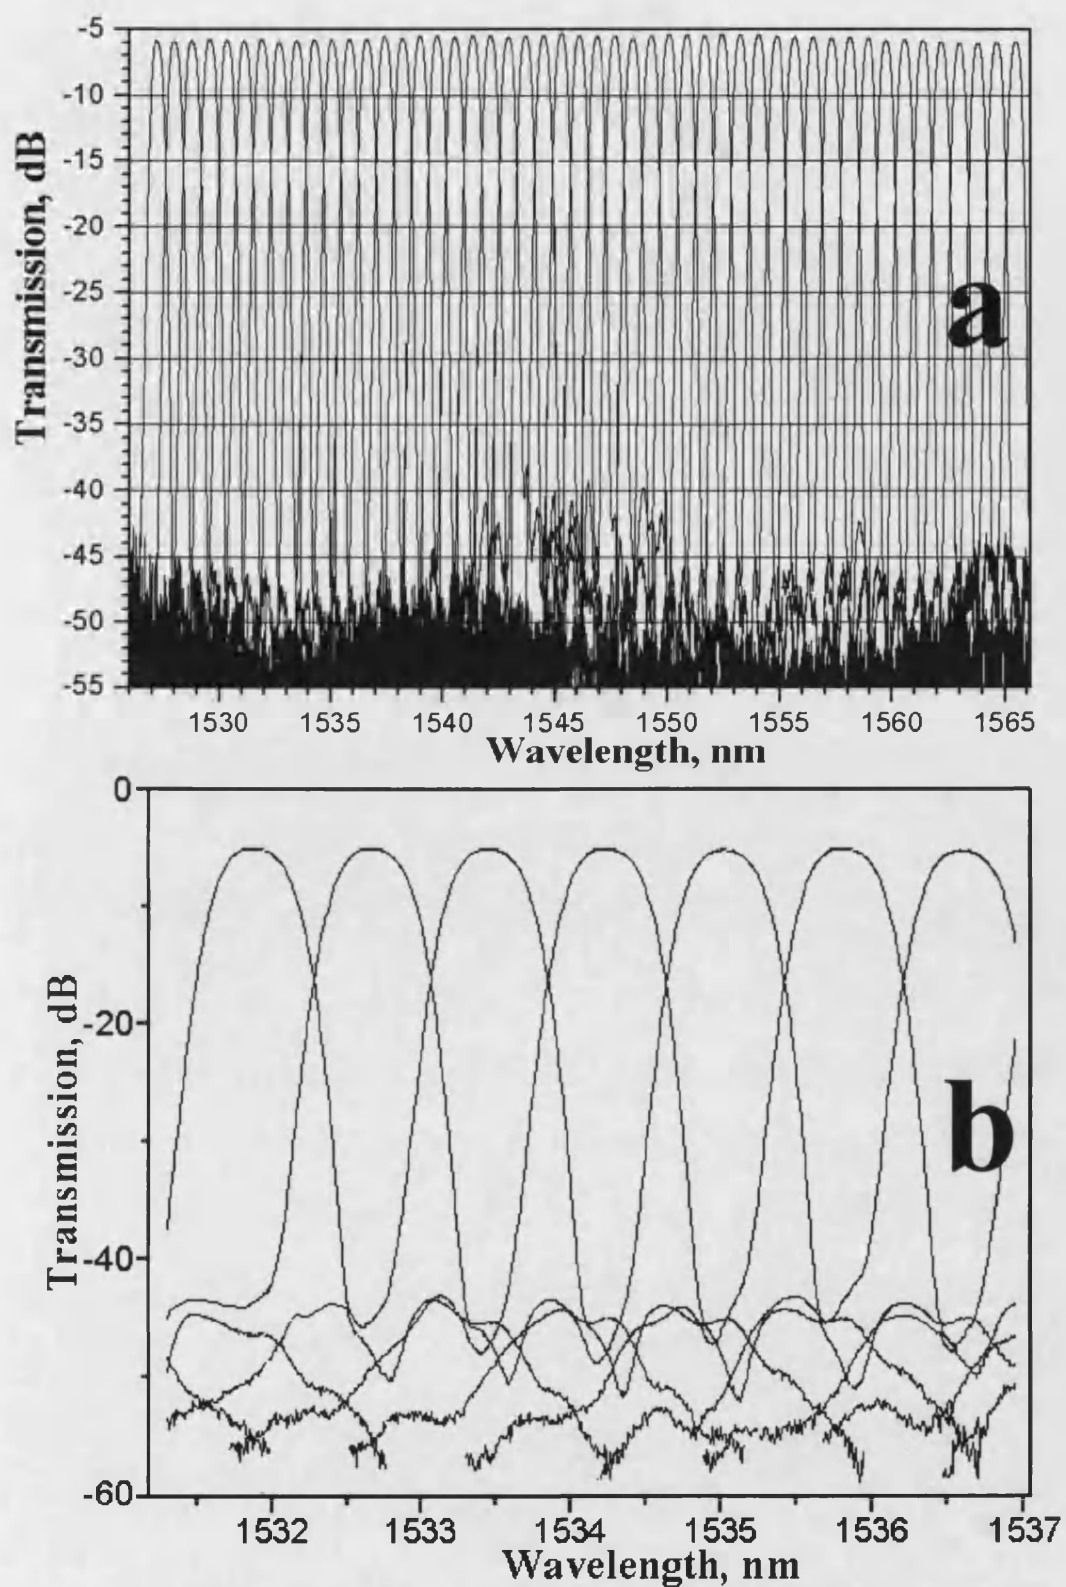 -5
-10
-15
-20
-25
-30
-35
-40
-45
-50
-55
Transmission, dB
a
1530 1535 1540 1545 1550 1555 1560 1565
Wavelength, nm
0
-20
-40
-60
Transmission, dB
b
1532 1533 1534 1535 1536 1537
Wavelength, nm